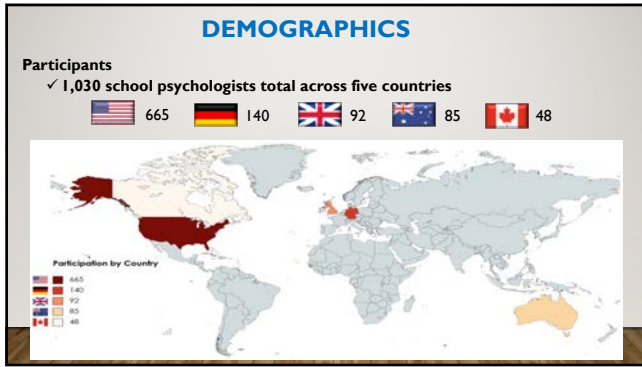 DEMOGRAPHICS
Participants
✓ 1,030 school psychologists total across five countries
665 140 92 85 48
Participation by Country
665
140
92
85
48